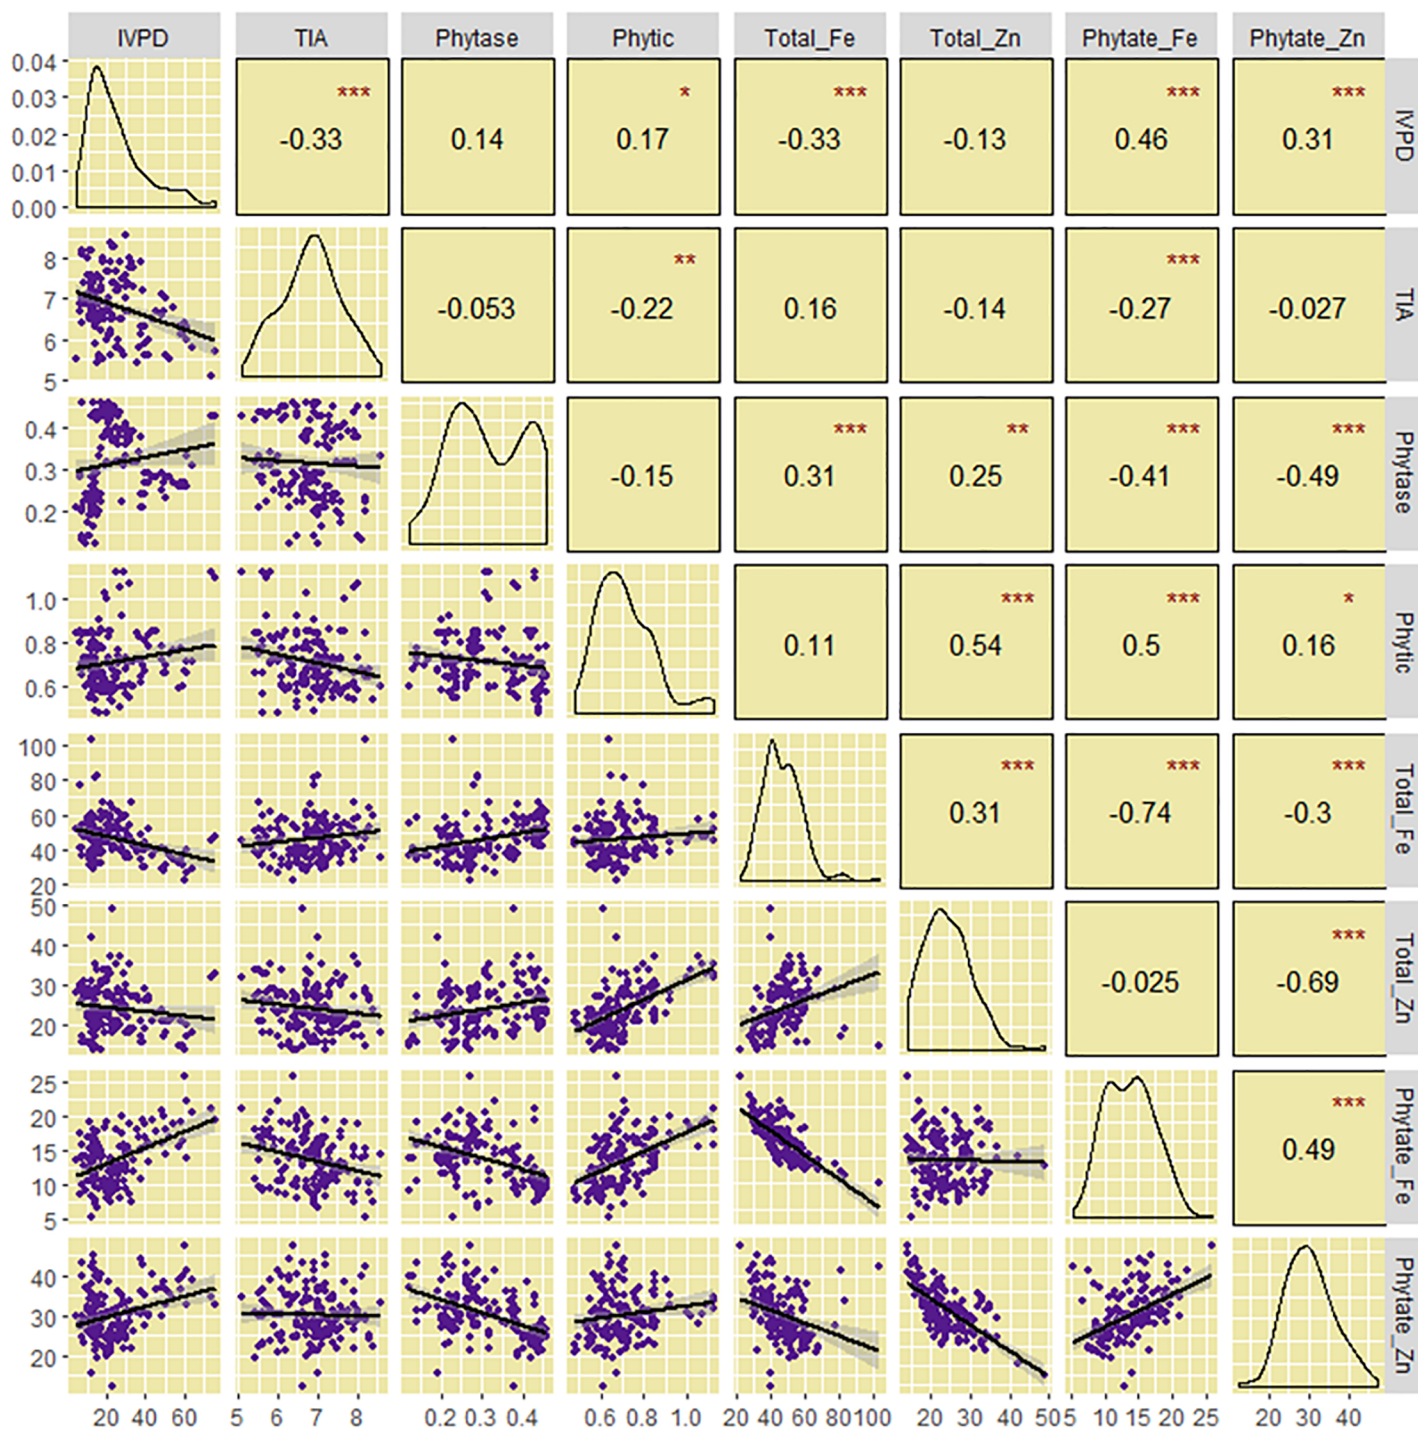 IVPD TIA Phytase Phytic Total_Fe Total_Zn Phytate_Fe Phytate_Zn
0.04
0.03
0.02
0.01
0.00
*** * *** *** ***
-0.33 0.14 0.17 -0.33 -0.13 0.46 0.31
IVPD
8
7
6
5
** ***
-0.053 -0.22 0.16 -0.14 -0.27 -0.027
TIA
0.4
0.3
0.2
*** ** *** ***
-0.15 0.31 0.25 -0.41 -0.49
Phytase
1.0
0.8
0.6
*** *** *
0.11 0.54 0.5 0.16
Phytic
100
80
60
40
20
*** *** ***
0.31 -0.74 -0.3
Total_Fe
50
40
30
20
***
-0.025 -0.69
Total_Zn
25
20
15
10
5
***
0.49
Phytate_Fe
40
30
20
Phytate_Zn
20 40 60 5 6 7 8 0.2 0.3 0.4 0.6 0.8 1.0 20 40 60 80 100 20 30 40 50 5 10 15 20 25 20 30 40